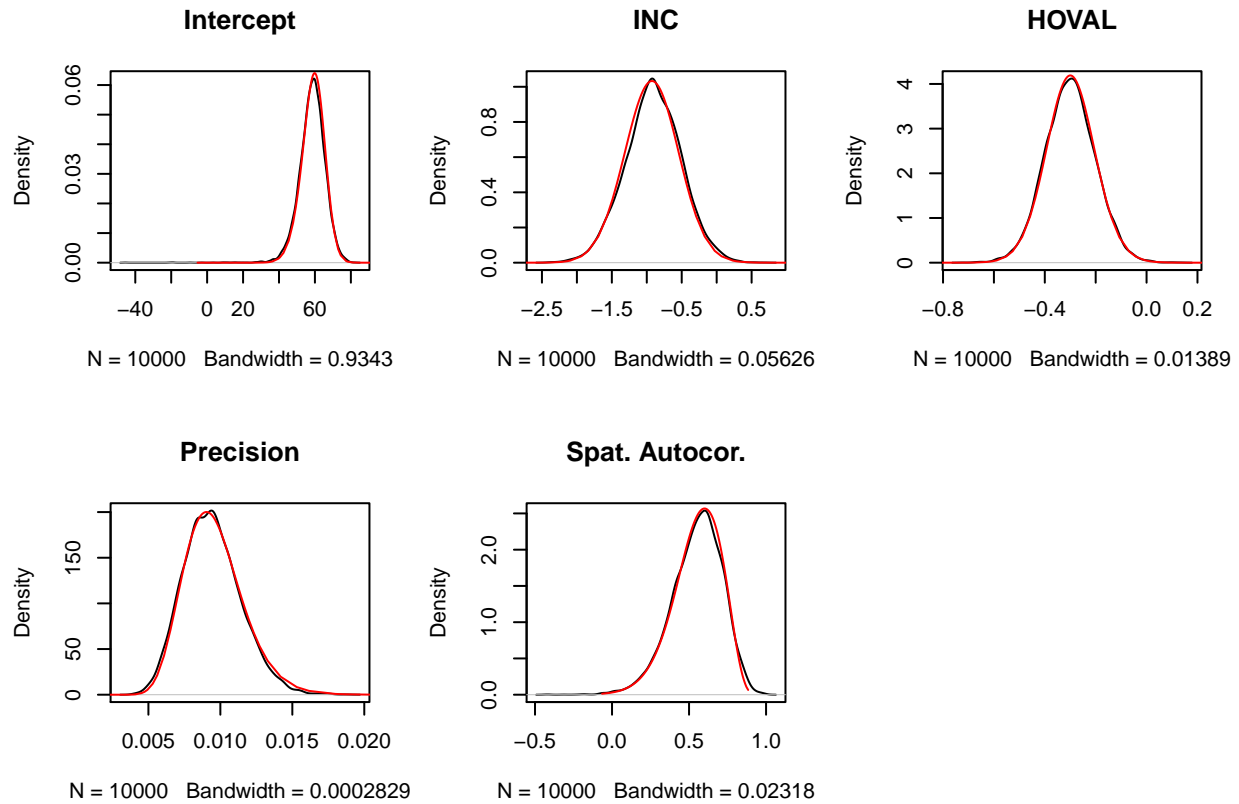 Intercept
INC
HOVAL
Density
0.00
0.03
0.06
−40
0
20
60
N = 10000 Bandwidth = 0.9343
Density
0.0
0.4
0.8
−2.5
−1.5
−0.5
0.5
N = 10000 Bandwidth = 0.05626
Density
0
1
2
3
4
−0.8
−0.4
0.0
0.2
N = 10000 Bandwidth = 0.01389
Precision
Spat. Autocor.
Density
0
50
150
0.005
0.010
0.015
0.020
N = 10000 Bandwidth = 0.0002829
Density
0.0
1.0
2.0
−0.5
0.0
0.5
1.0
N = 10000 Bandwidth = 0.02318